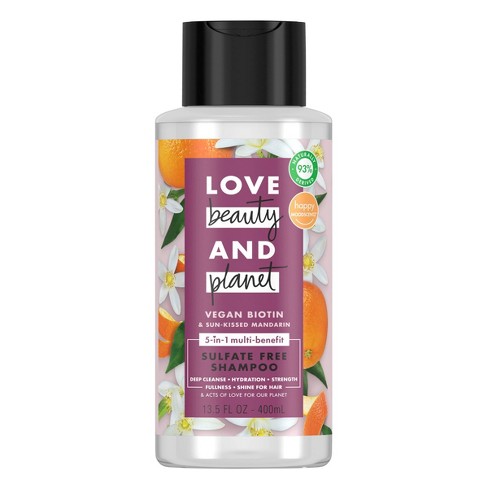 LOVE
beauty
AND
planet
NATURALLY
93%
DERIVED
happy
VEGAN BIOTIN
& SUN-KISSED MANDARIN
5-in-1 multi-benefit
SULFATE FREE
SHAMPOO
DEEP CLEANSE • HYDRATION • STRENGTH
FULLNESS • SHINE FOR HAIR
& ACTS OF LOVE FOR OUR PLANET
13.5 FL OZ - 400mL